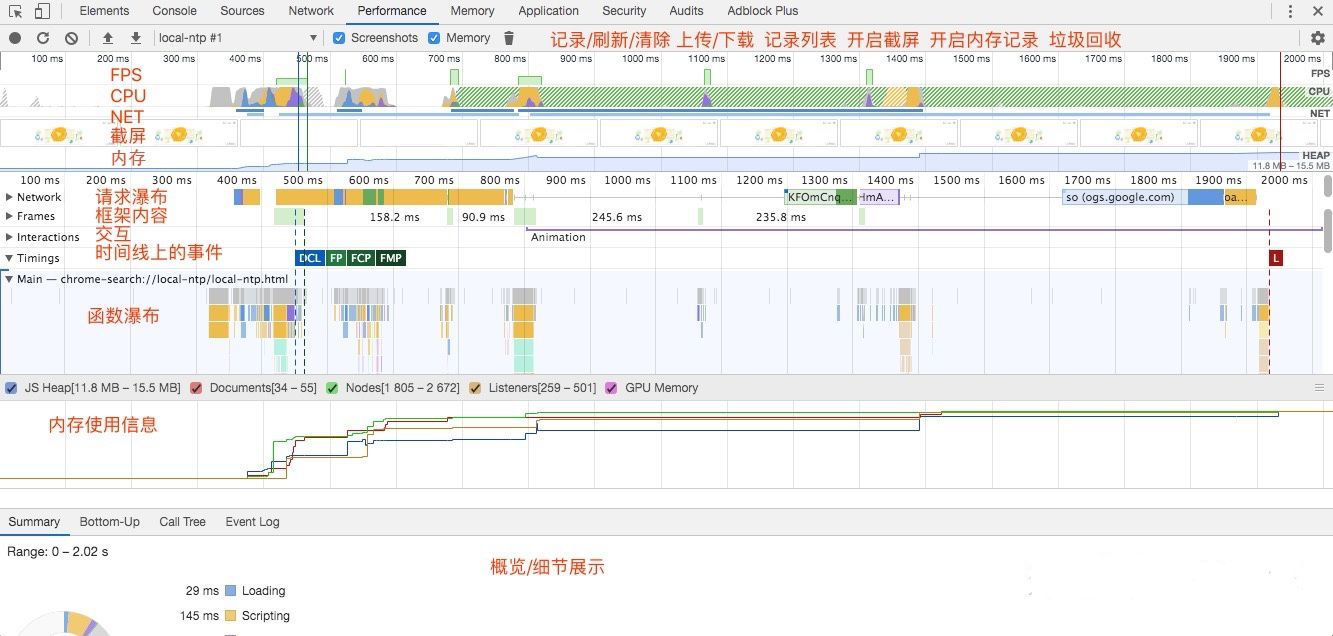 Elements Console Sources Network Performance Memory Application Security Audits Adblock Plus
local-ntp #1 Screenshots Memory 记录/刷新/清除 上传/下载 记录列表 开启截屏 开启内存记录 垃圾回收
100 ms 200 ms 300 ms 400 ms 500 ms 600 ms 700 ms 800 ms 900 ms 1000 ms 1100 ms 1200 ms 1300 ms 1400 ms 1500 ms 1600 ms 1700 ms 1800 ms 1900 ms 2000 ms
FPS FPS
CPU CPU
NET NET
截屏
内存 HEAP
11.8 MB – 15.5 MB
100 ms 200 ms 300 ms 400 ms 500 ms 600 ms 700 ms 800 ms 900 ms 1000 ms 1100 ms 1200 ms 1300 ms 1400 ms 1500 ms 1600 ms 1700 ms 1800 ms 1900 ms 2000 ms
Network 请求瀑布 KFOmCnq... so (ogs.google.com) oa...
Frames 框架内容 158.2 ms 90.9 ms 245.6 ms 235.8 ms
Interactions 交互 Animation
Timings 时间线上的事件 DCL FP FCP FMP L
Main — chrome-search://local-ntp/local-ntp.html
函数瀑布
JS Heap[11.8 MB – 15.5 MB] Documents[34 – 55] Nodes[1 805 – 2 672] Listeners[259 – 501] GPU Memory
内存使用信息
Summary Bottom-Up Call Tree Event Log
Range: 0 – 2.02 s
概览/细节展示
29 ms Loading
145 ms Scripting